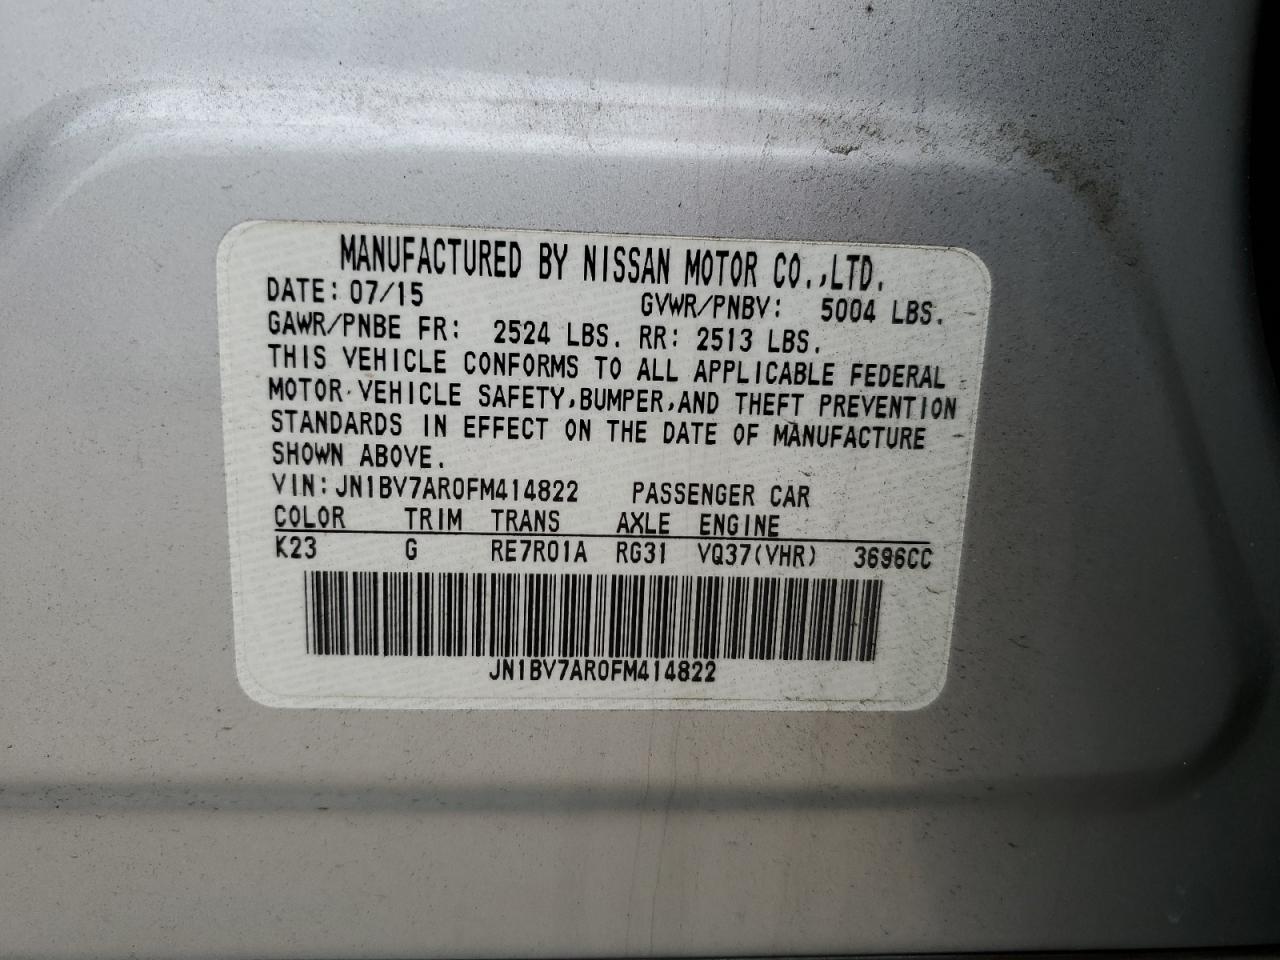 MANUFACTURED BY NISSAN MOTOR CO.,LTD.
DATE: 07/15 GVWR/PNBV: 5004 LBS.
GAWR/PNBE FR: 2524 LBS. RR: 2513 LBS.
THIS VEHICLE CONFORMS TO ALL APPLICABLE FEDERAL
MOTOR VEHICLE SAFETY,BUMPER,AND THEFT PREVENTION
STANDARDS IN EFFECT ON THE DATE OF MANUFACTURE
SHOWN ABOVE.
VIN: JN1BV7AR0FM414822 PASSENGER CAR
COLOR TRIM TRANS AXLE ENGINE
K23 G RE7R01A RG31 VQ37(VHR) 3696CC
JN1BV7AR0FM414822